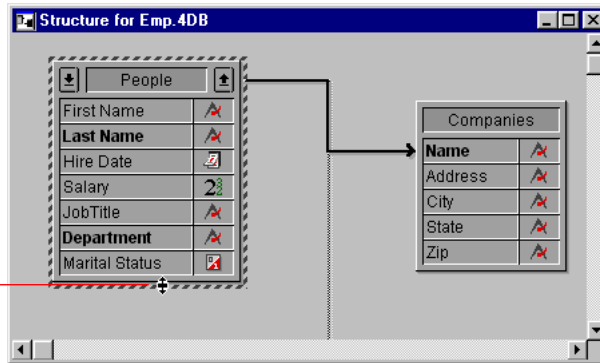 Structure for Emp.4DB
People
First Name
Last Name
Hire Date
Salary
JobTitle
Department
Marital Status
Companies
Name
Address
City
State
Zip